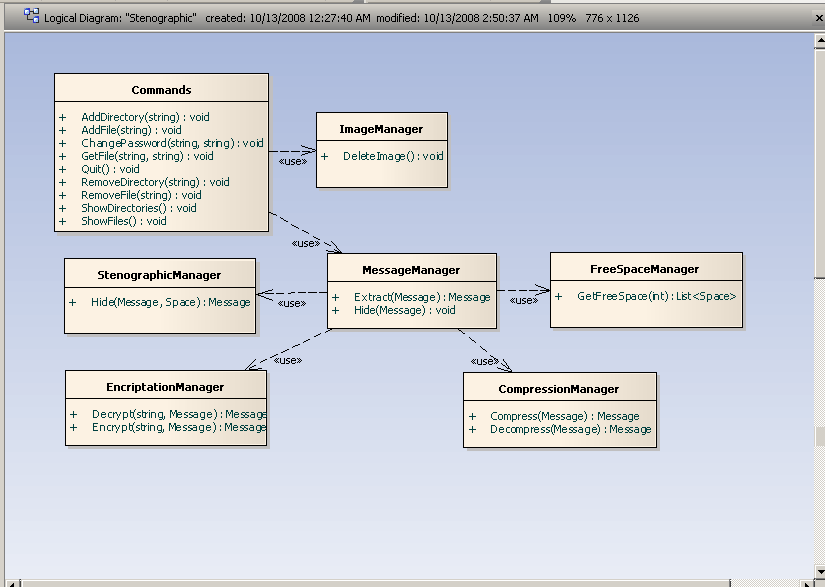 Logical Diagram: "Stenographic" created: 10/13/2008 12:27:40 AM modified: 10/13/2008 2:50:37 AM 109% 776 x 1126
Commands
+ AddDirectory(string) : void
+ AddFile(string) : void
+ ChangePassword(string, string) : void
+ GetFile(string, string) : void
+ Quit() : void
+ RemoveDirectory(string) : void
+ RemoveFile(string) : void
+ ShowDirectories() : void
+ ShowFiles() : void
«use»
ImageManager
+ DeleteImage() : void
«use»
StenographicManager
+ Hide(Message, Space) : Message
«use»
MessageManager
+ Extract(Message) : Message
+ Hide(Message) : void
«use»
FreeSpaceManager
+ GetFreeSpace(int) : List<Space>
«use»
«use»
EncriptationManager
+ Decrypt(string, Message) : Message
+ Encrypt(string, Message) : Message
CompressionManager
+ Compress(Message) : Message
+ Decompress(Message) : Message